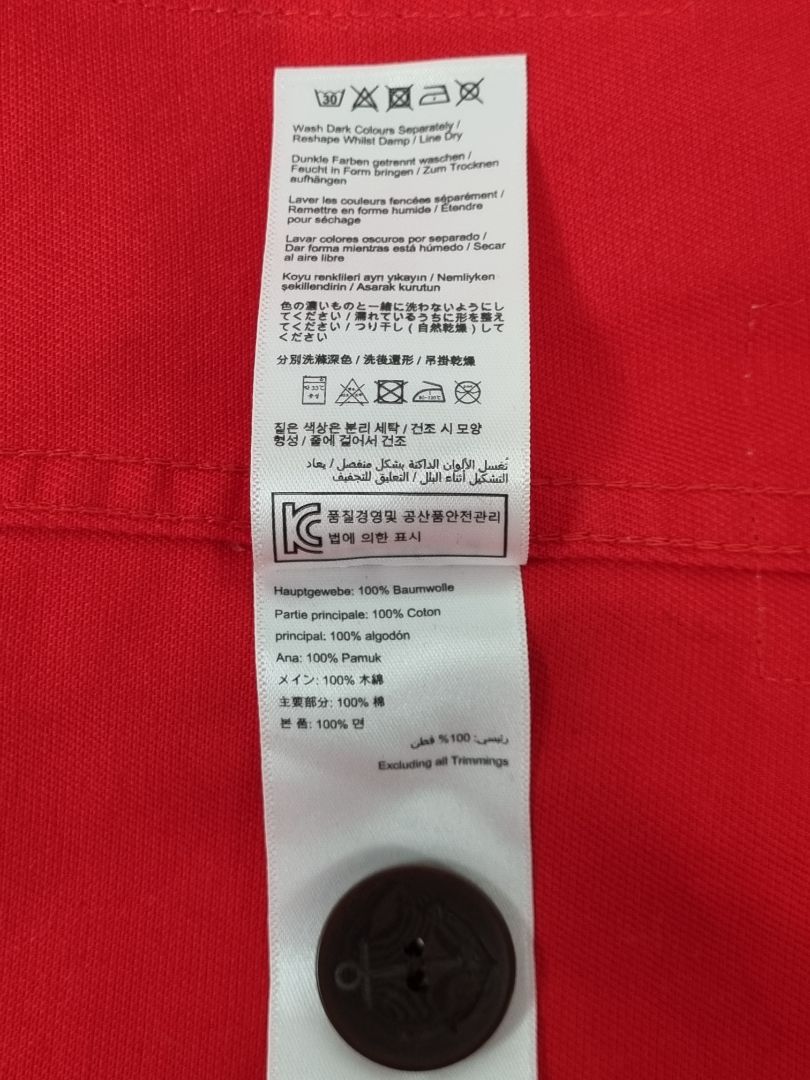 30
Wash Dark Colours Separately /
Reshape Whilst Damp / Line Dry
Dunkle Farben getrennt waschen /
Feucht in Form bringen / Zum Trocknen
aufhängen
Laver les couleurs fencées séparément /
Remettre en forme humide / Étendre
pour séchage
Lavar colores oscuros por separado /
Dar forma mientras está húmedo / Secar
al aire libre
Koyu renklileri ayrı yıkayın / Nemliyken
şekillendirin / Asarak kurutun
色の濃いものと一緒に洗わないようにし
てください / 濡れているうちに形を整え
てください / つり干し ( 自然乾燥 ) して
ください
分別洗滌深色 / 洗後還形 / 吊掛乾燥
짙은 색상은 분리 세탁 / 건조 시 모양
형성 / 줄에 걸어서 건조
تُغسل الألوان الداكنة بشكل منفصل / يعاد
التشكيل أثناء البلل / التعليق للتجفيف
품질경영및 공산품안전관리
법에 의한 표시
Hauptgewebe: 100% Baumwolle
Partie principale: 100% Coton
principal: 100% algodón
Ana: 100% Pamuk
メイン: 100% 木綿
主要部分: 100% 棉
본 품: 100% 면
رئيسي: 100% قطن
Excluding all Trimmings